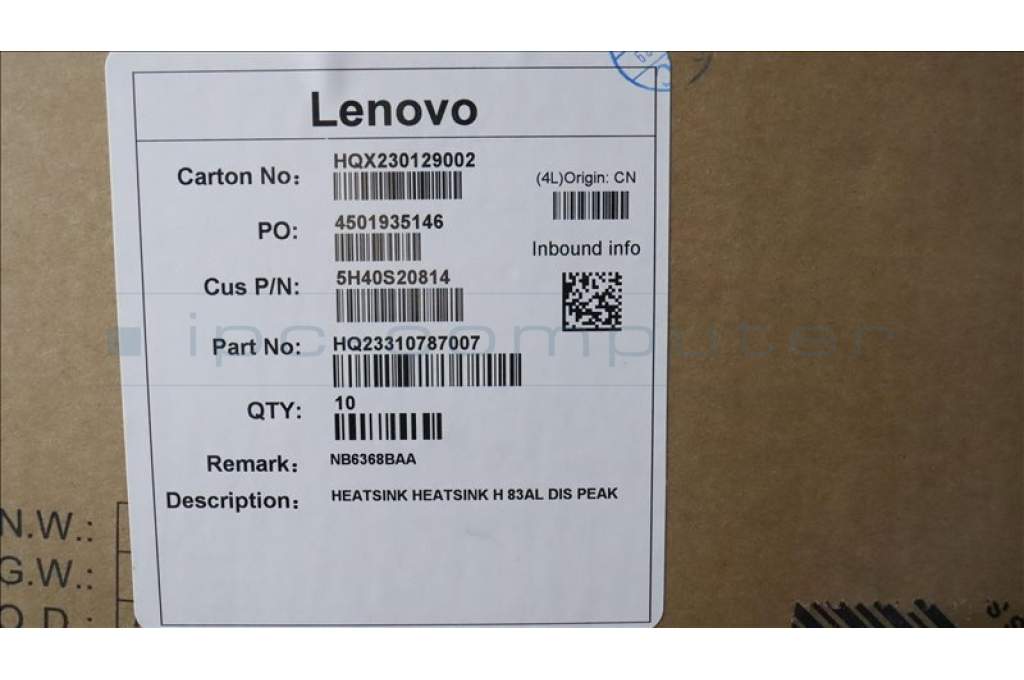 Lenovo
Carton No: HQX230129002
(4L)Origin: CN
PO: 4501935146
Inbound info
Cus P/N: 5H40S20814
Part No: HQ23310787007
QTY: 10
Remark: NB6368BAA
Description: HEATSINK HEATSINK H 83AL DIS PEAK
ipc computer
N.W.:
G.W.: